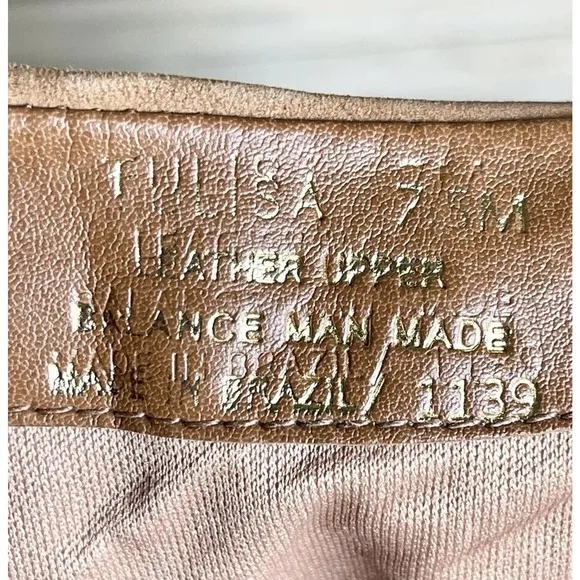 TULISA 7.5M
LEATHER UPPER
BALANCE MAN MADE
MADE IN BRAZIL/1139